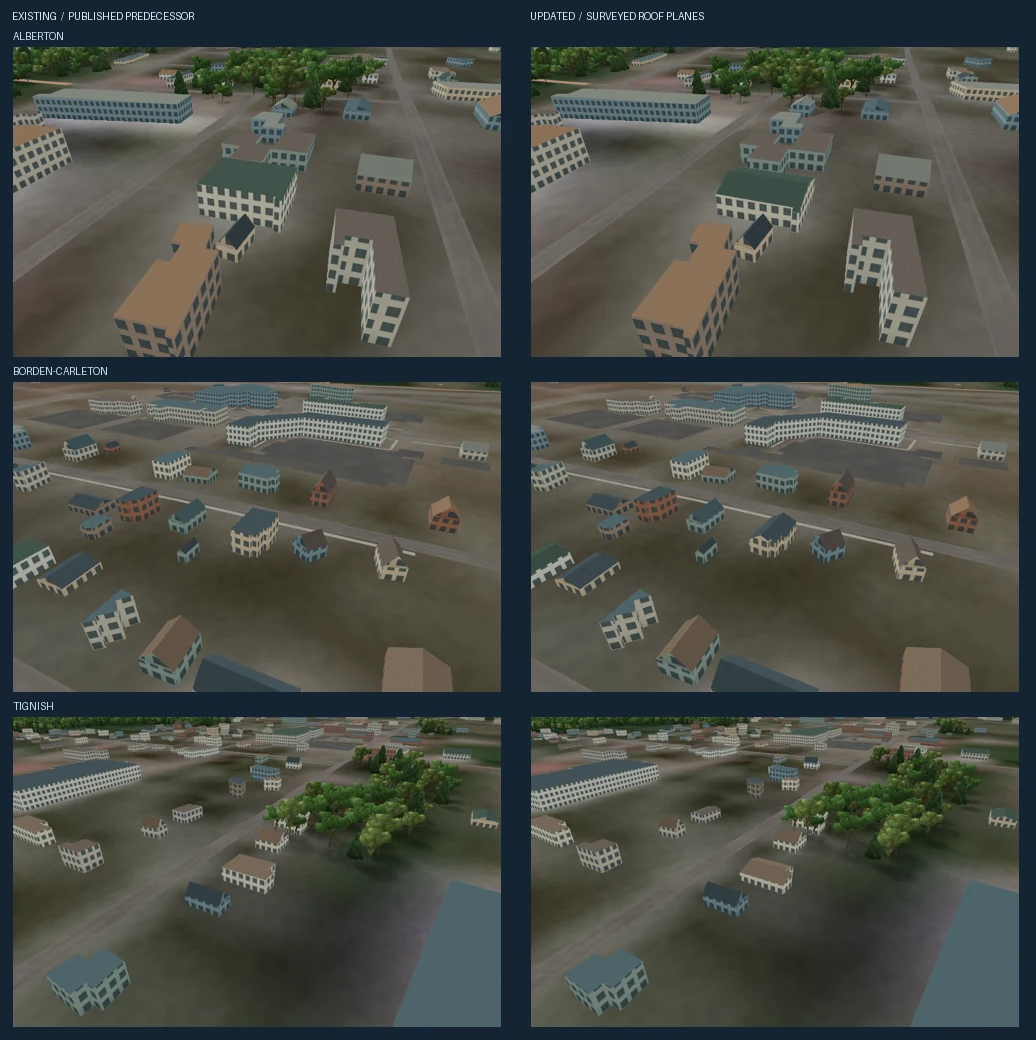 EXISTING / PUBLISHED PREDECESSOR
UPDATED / SURVEYED ROOF PLANES
ALBERTON
BORDEN-CARLETON
TIGNISH